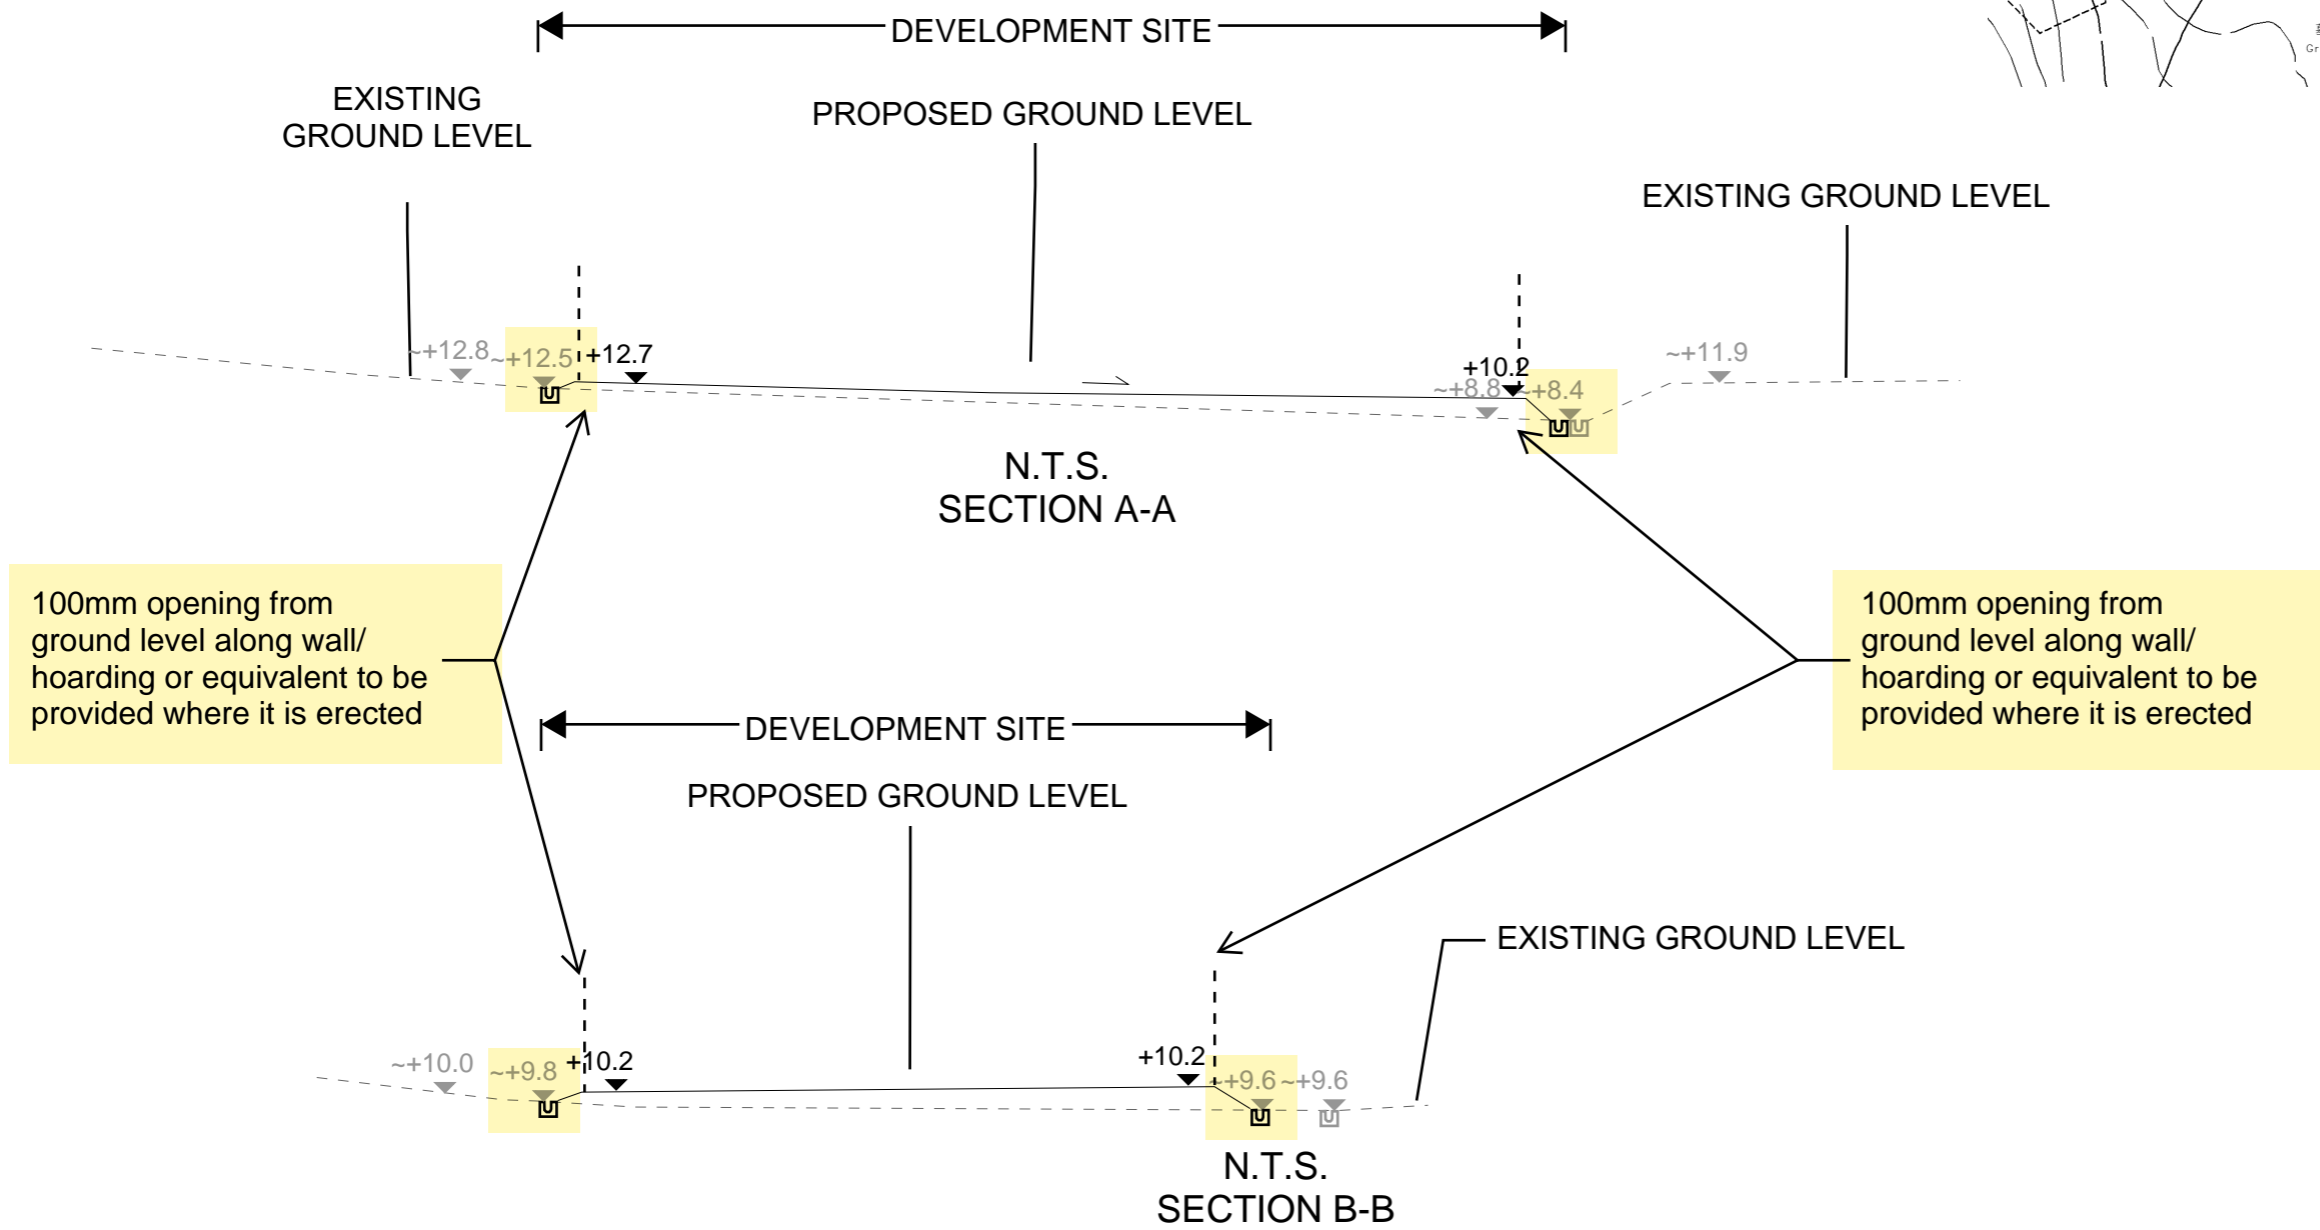 DEVELOPMENT SITE
Gr
EXISTING
GROUND LEVEL
PROPOSED GROUND LEVEL
EXISTING GROUND LEVEL
~+12.8
~+12.5
+12.7
+10.2
~+8.8
~+8.4
~+11.9
N.T.S.
SECTION A-A
100mm opening from
ground level along wall/
hoarding or equivalent to be
provided where it is erected
100mm opening from
ground level along wall/
hoarding or equivalent to be
provided where it is erected
DEVELOPMENT SITE
PROPOSED GROUND LEVEL
EXISTING GROUND LEVEL
~+10.0
~+9.8
+10.2
+10.2
~+9.6
~+9.6
N.T.S.
SECTION B-B